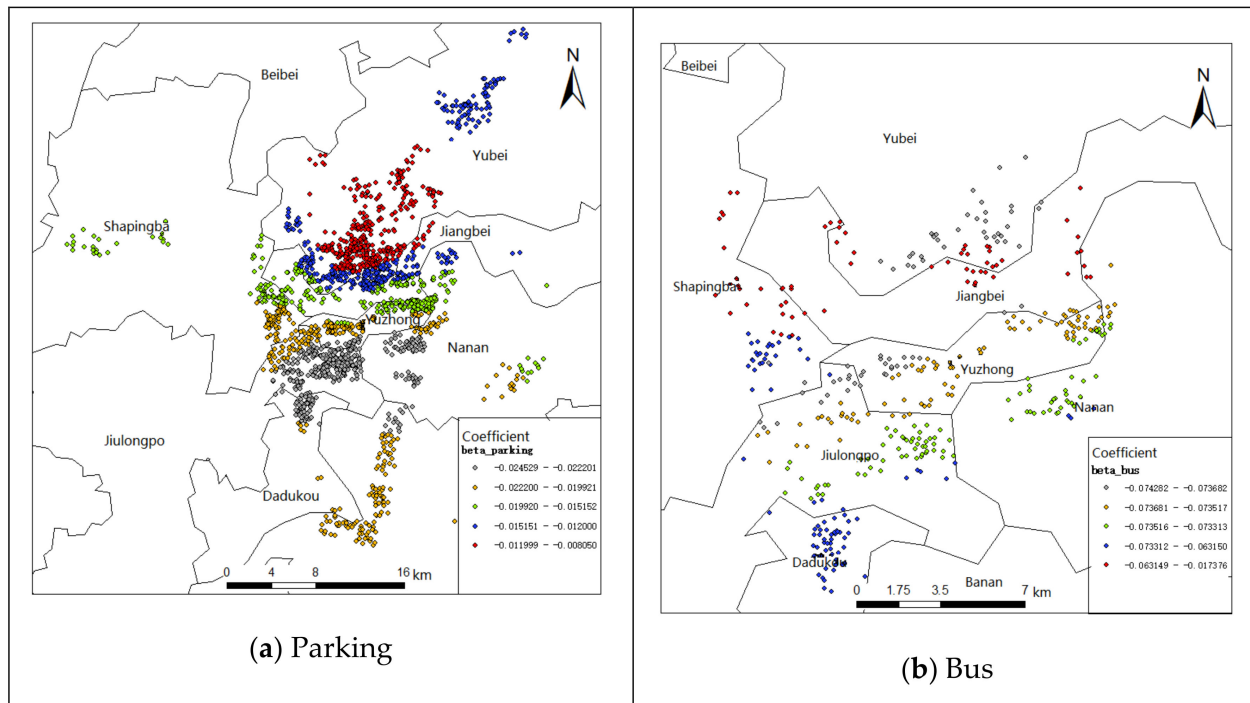 Beibei
N
Yubei
Shapingba
Jiangbei
Yuzhong
Nanan
Jiulongpo
Dadukou
Coefficient
beta_parking
-0.024529 - -0.022201
-0.022200 - -0.019921
-0.019920 - -0.015152
-0.015151 - -0.012000
-0.011999 - -0.008050
0 4 8 16 km
(a) Parking
Beibei
N
Yubei
Shapingba
Jiangbei
Yuzhong
Nanan
Jiulongpo
Dadukou
Banan
Coefficient
beta_bus
-0.074282 - -0.073682
-0.073681 - -0.073517
-0.073516 - -0.073313
-0.073312 - -0.063150
-0.063149 - -0.017376
0 1.75 3.5 7 km
(b) Bus